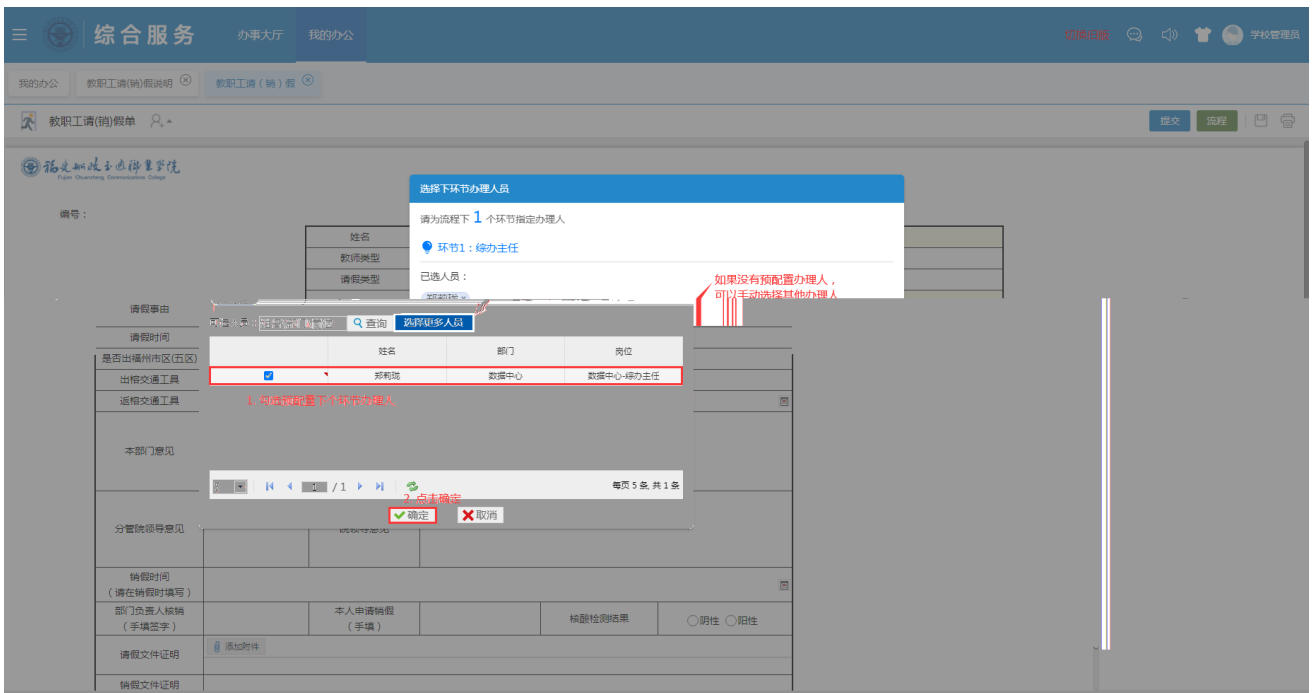 综合服务 办事大厅 我的办公 学校管理员
我的办公 教职工请(销)假说明 教职工请（销）假
教职工请(销)假单 提交 流程
选择下环节办理人员
编号：
请为流程下 1 个环节指定办理人
姓名
环节1：综办主任
教师类型
请假类型 已选人员： 如果没有预配置办理人，
可以手动选择其他办理人
请假事由
查询 选择更多人员
请假时间
姓名 部门 岗位
是否出福州市区(五区)
出榕交通工具 郑莉珑 数据中心 数据中心-综办主任
返榕交通工具
本部门意见
1 / 1 每页 5 条, 共 1 条
2. 点击确定
确定 取消
分管院领导意见 院领导意见
销假时间
（请在销假时填写）
部门负责人核销 本人申请销假 核酸检测结果 阴性 阳性
（手填签字） （手填）
添加附件
请假文件证明
销假文件证明